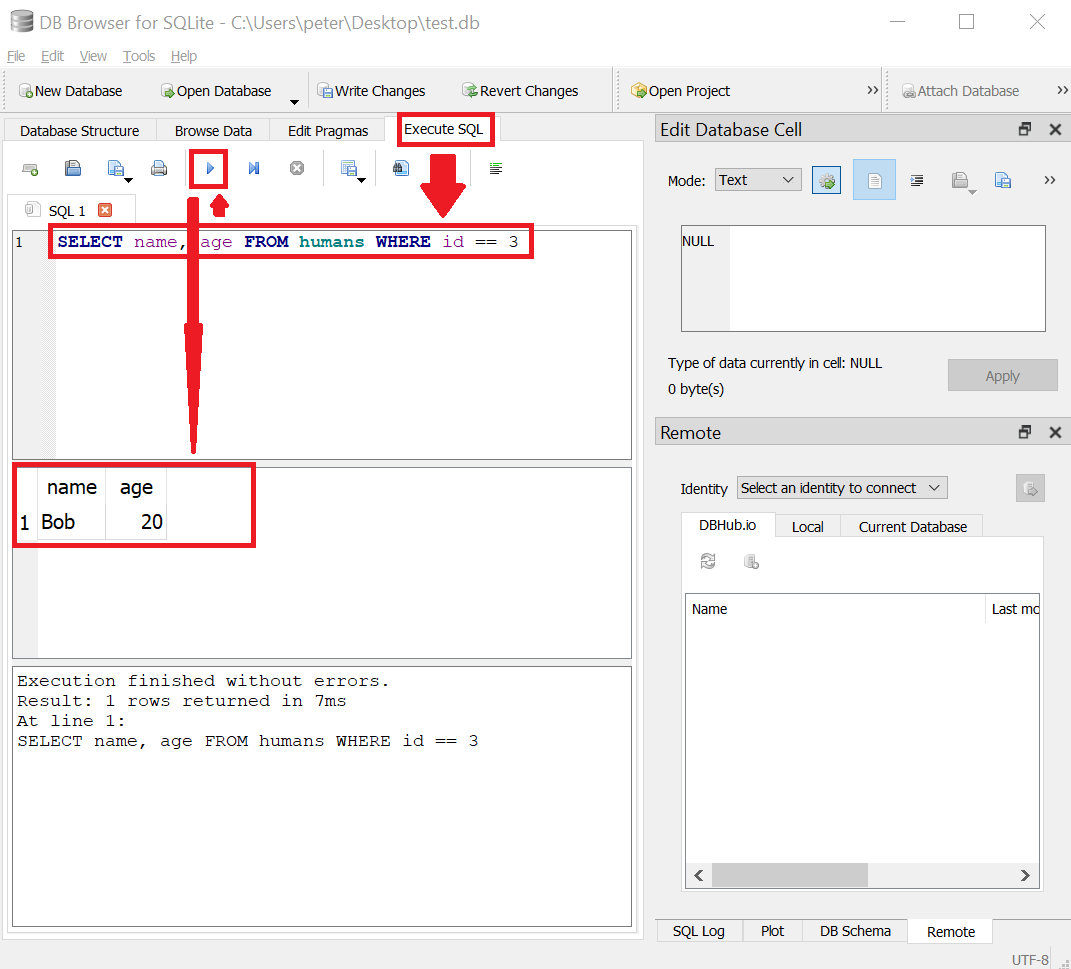 DB Browser for SQLite - C:\Users\peter\Desktop\test.db
File Edit View Tools Help
New Database Open Database Write Changes Revert Changes Open Project Attach Database
Database Structure Browse Data Edit Pragmas Execute SQL
SQL 1
1 SELECT name, age FROM humans WHERE id == 3
name age
1 Bob 20
Execution finished without errors.
Result: 1 rows returned in 7ms
At line 1:
SELECT name, age FROM humans WHERE id == 3
Edit Database Cell
Mode: Text
NULL
Type of data currently in cell: NULL
0 byte(s)
Apply
Remote
Identity Select an identity to connect
DBHub.io Local Current Database
Name Last mo
SQL Log Plot DB Schema Remote
UTF-8